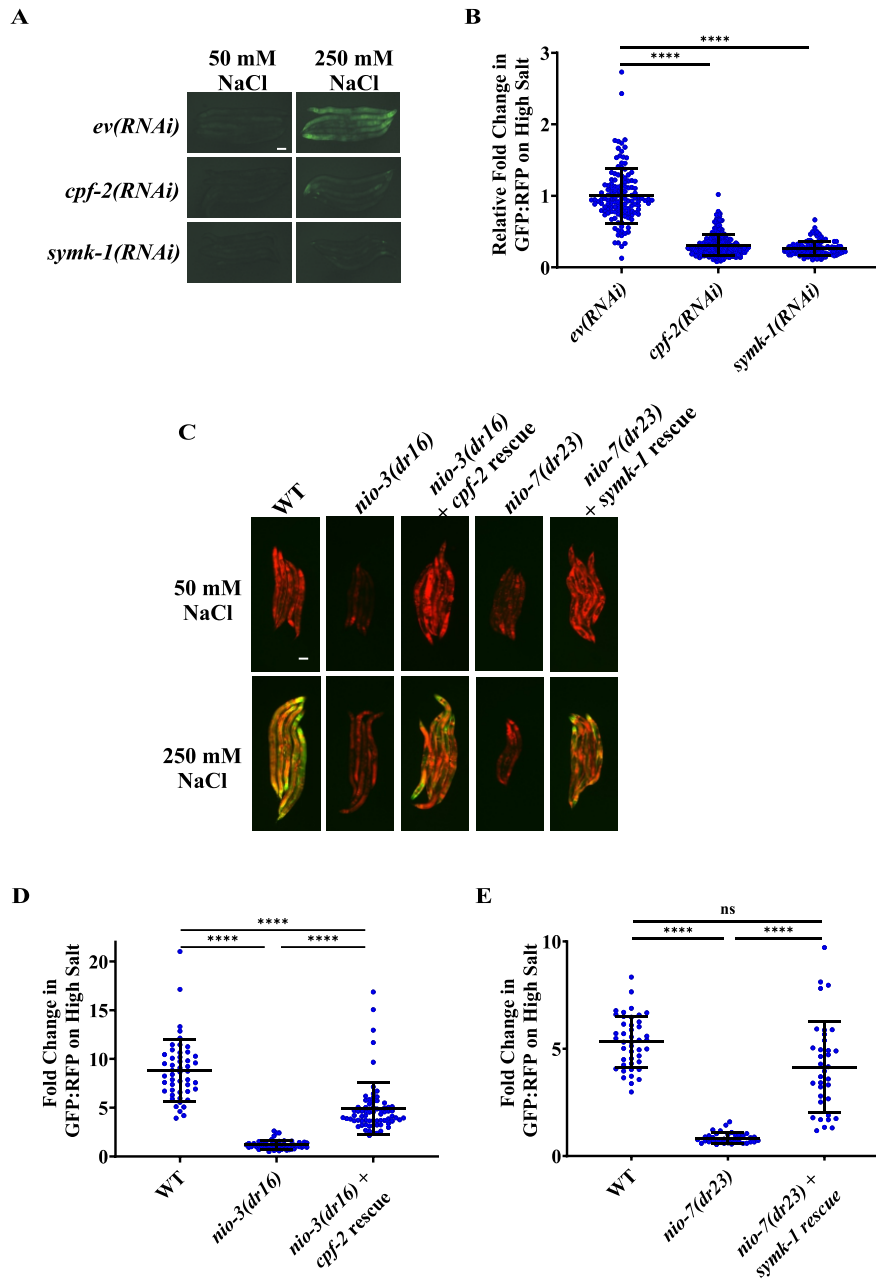 A
50 mM
NaCl
250 mM
NaCl
ev(RNAi)
cpf-2(RNAi)
symk-1(RNAi)
B
Relative Fold Change in
GFP:RFP on High Salt
3
2
1
0
****
****
ev(RNAi)
cpf-2(RNAi)
symk-1(RNAi)
C
WT
nio-3(dr16)
nio-3(dr16)
+ cpf-2 rescue
nio-7(dr23)
nio-7(dr23)
+ symk-1 rescue
50 mM
NaCl
250 mM
NaCl
D
Fold Change in
GFP:RFP on High Salt
20
15
10
5
0
****
****
****
WT
nio-3(dr16)
nio-3(dr16) +
cpf-2 rescue
E
Fold Change in
GFP:RFP on High Salt
10
5
0
ns
****
****
WT
nio-7(dr23)
nio-7(dr23) +
symk-1 rescue